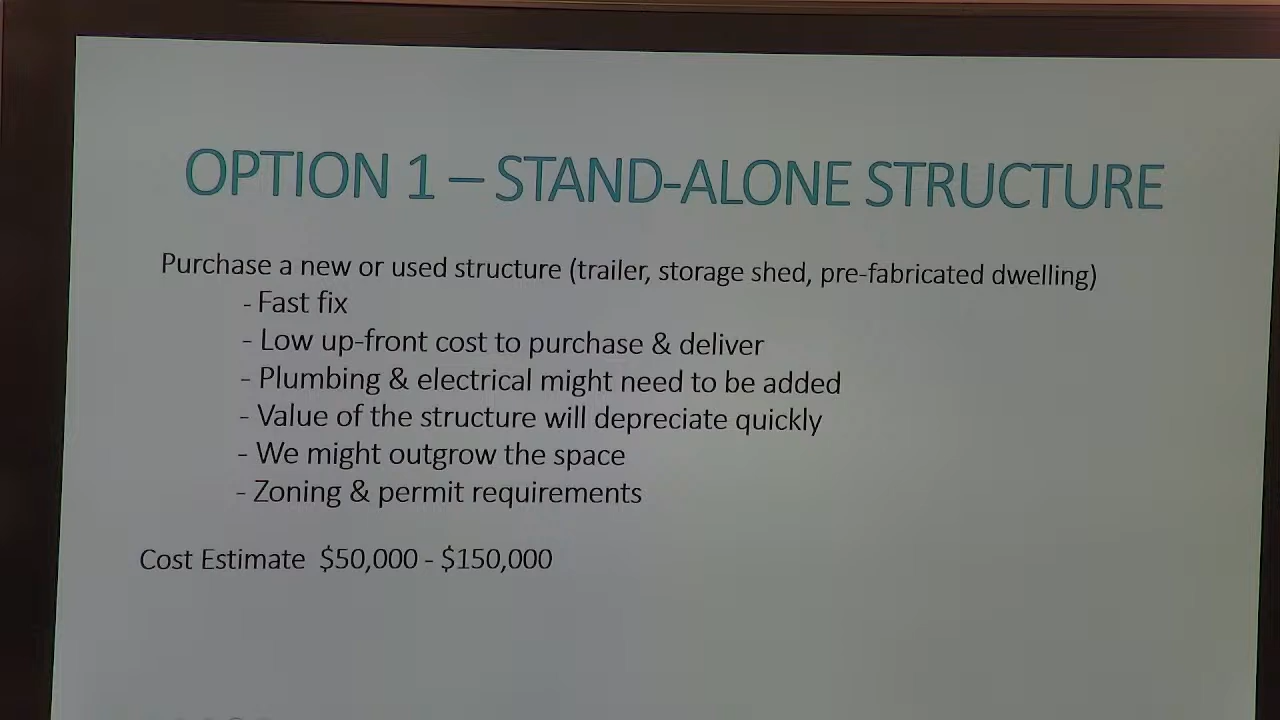 OPTION 1 – STAND-ALONE STRUCTURE
Purchase a new or used structure (trailer, storage shed, pre-fabricated dwelling)
- Fast fix
- Low up-front cost to purchase & deliver
- Plumbing & electrical might need to be added
- Value of the structure will depreciate quickly
- We might outgrow the space
- Zoning & permit requirements
Cost Estimate $50,000 - $150,000